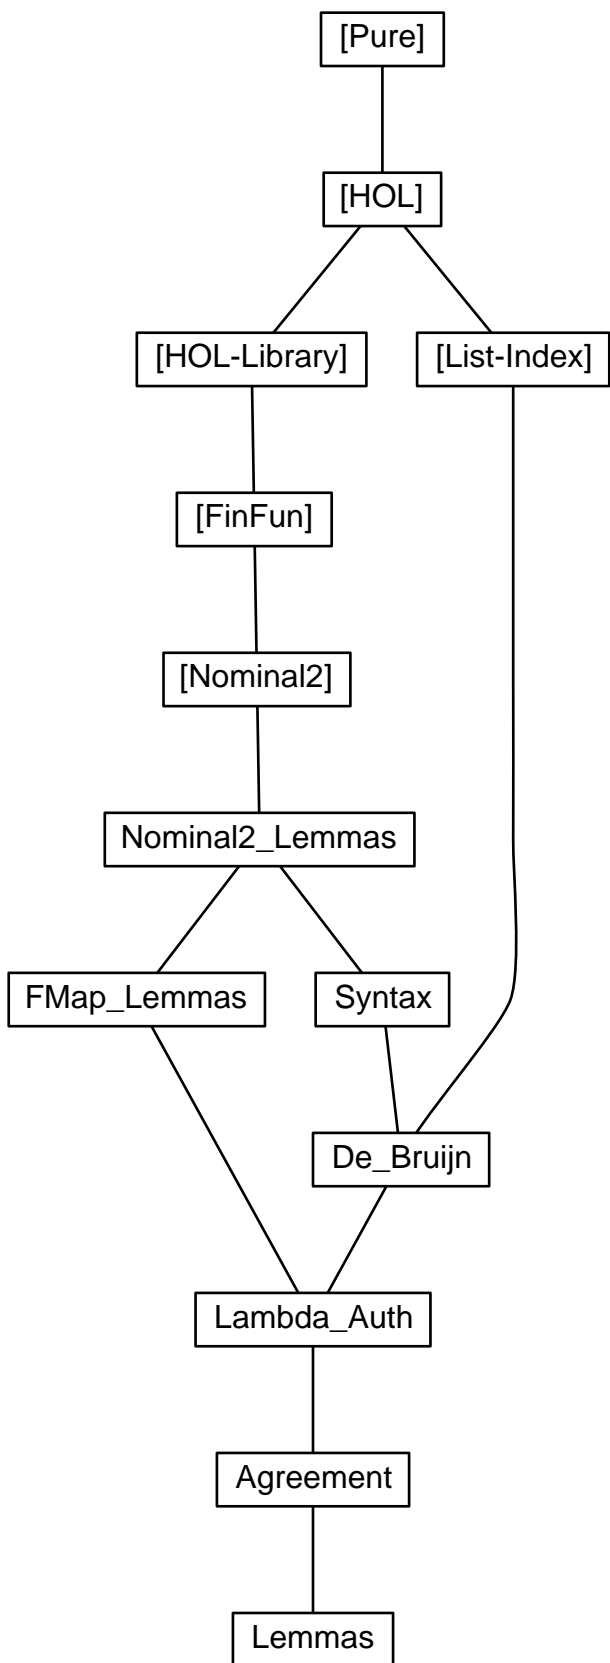 [Pure]
[HOL]
[HOL-Library]
[List-Index]
[FinFun]
[Nominal2]
Nominal2_Lemmas
FMap_Lemmas
Syntax
De_Bruijn
Lambda_Auth
Agreement
Lemmas